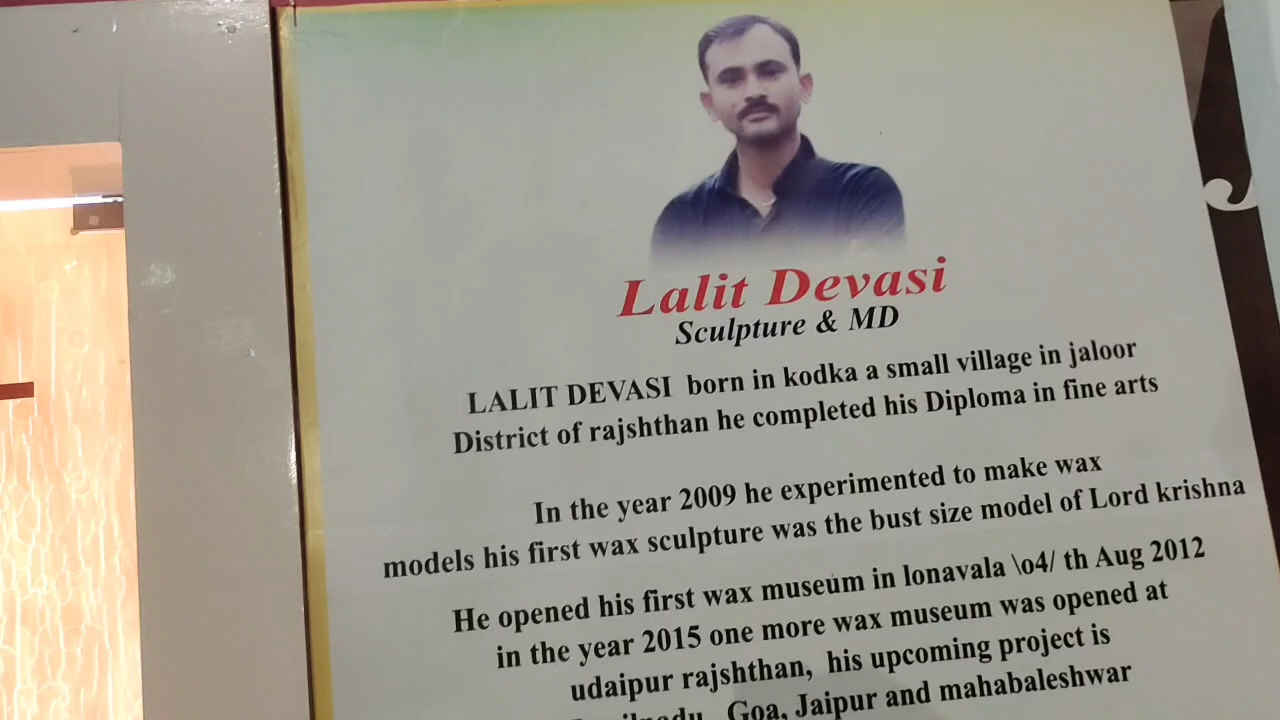 Lalit Devasi
Sculpture & MD
LALIT DEVASI born in kodka a small village in jaloor
District of rajshthan he completed his Diploma in fine arts
In the year 2009 he experimented to make wax
models his first wax sculpture was the bust size model of Lord krishna
He opened his first wax museum in lonavala \o4/ th Aug 2012
in the year 2015 one more wax museum was opened at
udaipur rajshthan, his upcoming project is
Goa, Jaipur and mahabaleshwar